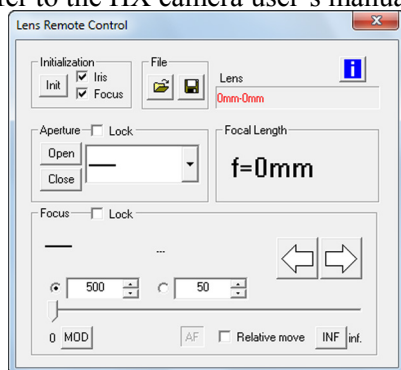 fer to the HX camera user's manua
Lens Remote Control
Initialization
File
Init
Iris
Focus
Lens
0mm-0mm
Aperture
Lock
Focal Length
Open
Close
f=0mm
Focus
Lock
---
500
50
0 MOD
AF
Relative move
INF inf.